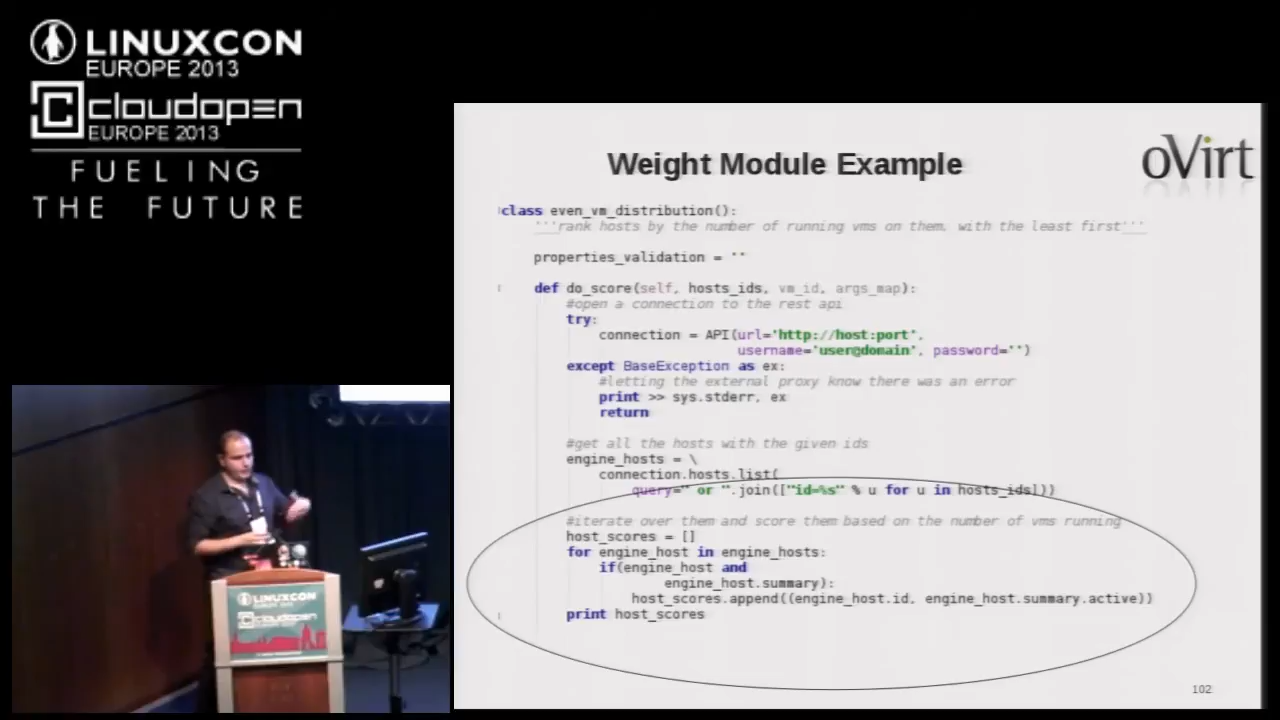 LINUXCON
EUROPE 2013
cloudopen
EUROPE 2013
FUELING
THE FUTURE
Weight Module Example
oVirt
class even_vm_distribution():
'''rank hosts by the number of running vms on them, with the least first'''
properties_validation = ''
def do_score(self, hosts_ids, vm_id, args_map):
#open a connection to the rest api
try:
connection = API(url='http://host:port',
username='user@domain', password='')
except BaseException as ex:
#letting the external proxy know there was an error
print >> sys.stderr, ex
return
#get all the hosts with the given ids
engine_hosts = \
connection.hosts.list(
query=" or ".join(["id=%s" % u for u in hosts_ids]))
#iterate over them and score them based on the number of vms running
host_scores = []
for engine_host in engine_hosts:
if(engine_host and
engine_host.summary):
host_scores.append((engine_host.id, engine_host.summary.active))
print host_scores
102
LINUXCON